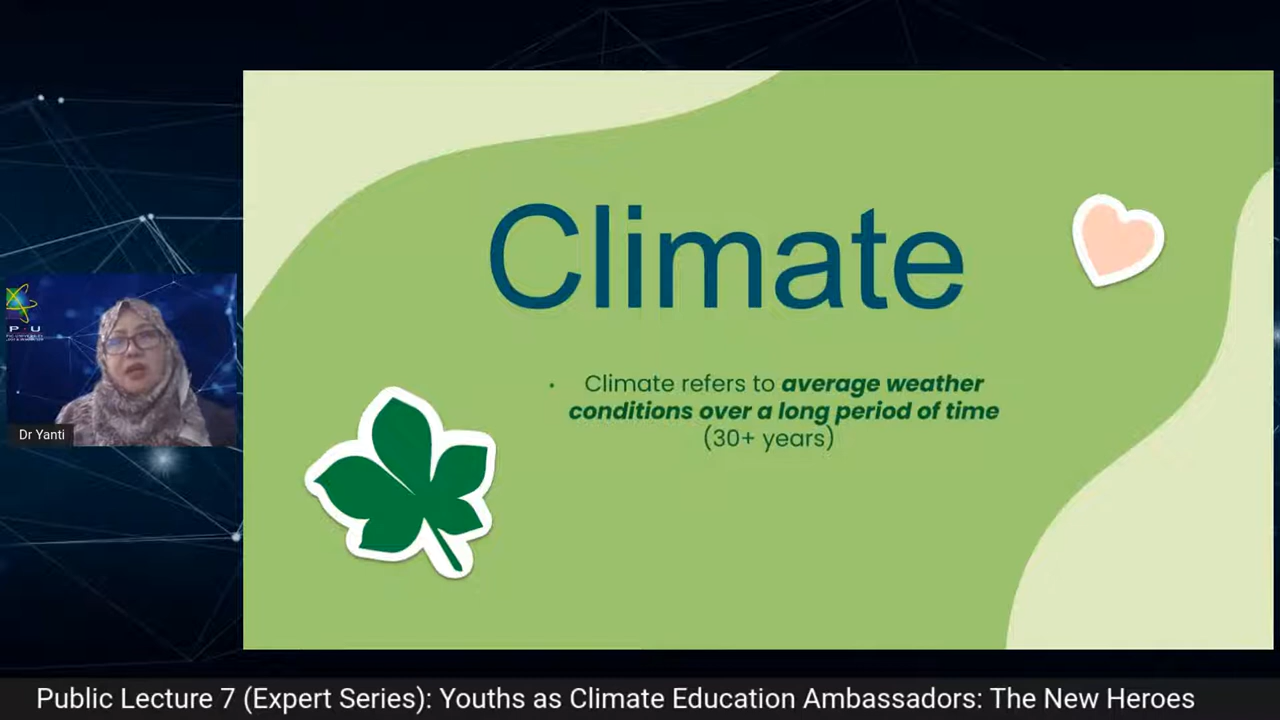 Climate
• Climate refers to average weather
conditions over a long period of time
(30+ years)
P - U
Dr Yanti
Public Lecture 7 (Expert Series): Youths as Climate Education Ambassadors: The New Heroes